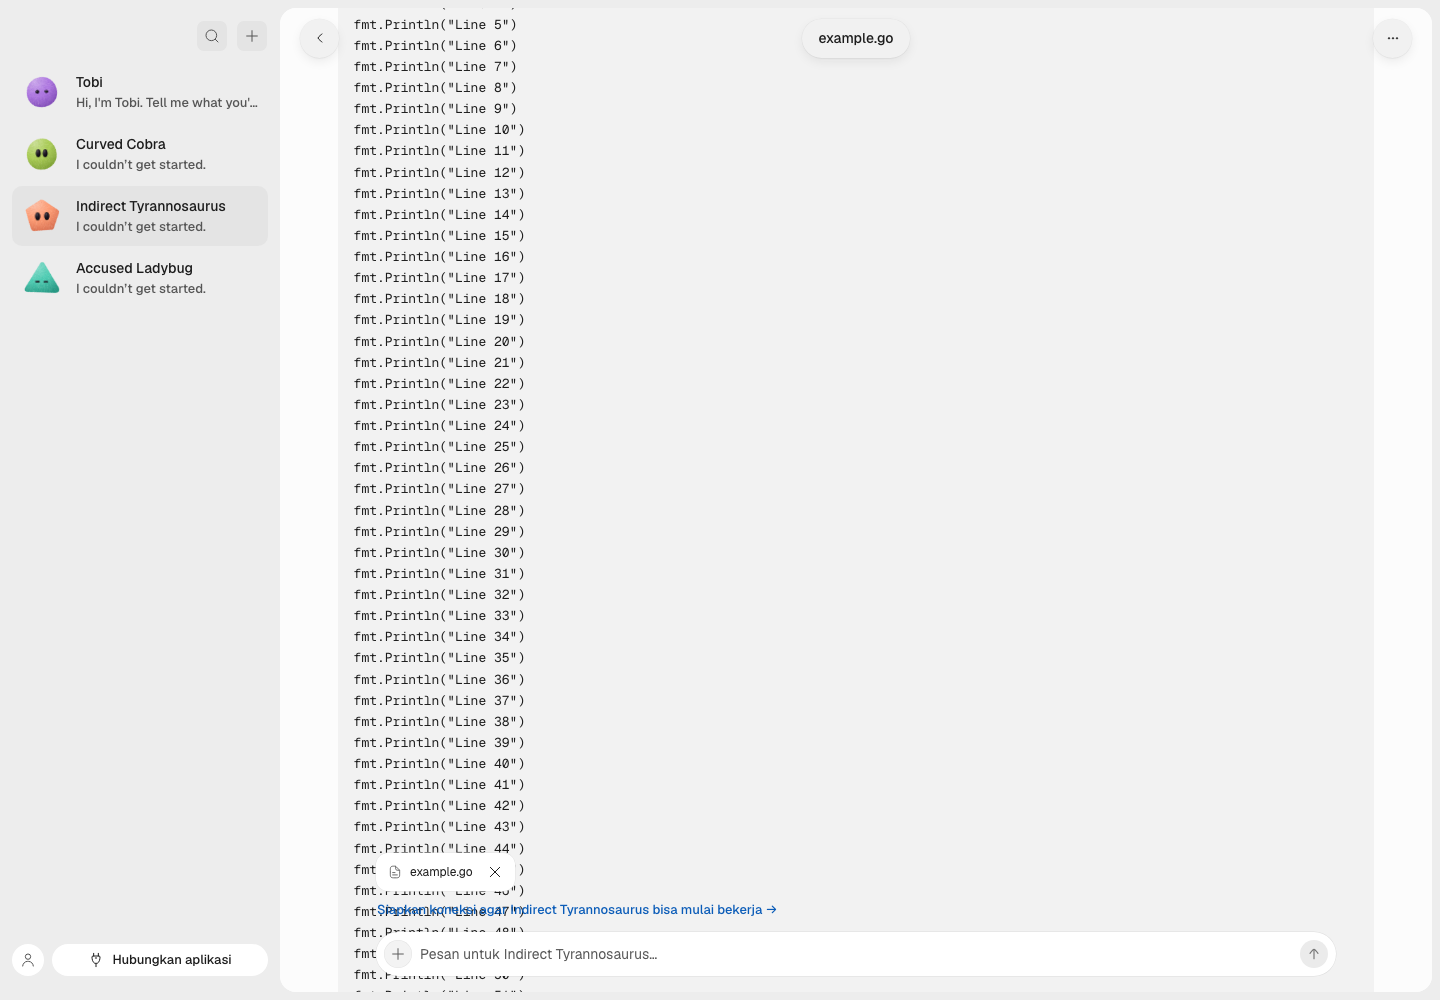 Tobi
Hi, I'm Tobi. Tell me what you'...
Curved Cobra
I couldn't get started.
Indirect Tyrannosaurus
I couldn't get started.
Accused Ladybug
I couldn't get started.
Hubungkan aplikasi
example.go
fmt.Println("Line 5")
fmt.Println("Line 6")
fmt.Println("Line 7")
fmt.Println("Line 8")
fmt.Println("Line 9")
fmt.Println("Line 10")
fmt.Println("Line 11")
fmt.Println("Line 12")
fmt.Println("Line 13")
fmt.Println("Line 14")
fmt.Println("Line 15")
fmt.Println("Line 16")
fmt.Println("Line 17")
fmt.Println("Line 18")
fmt.Println("Line 19")
fmt.Println("Line 20")
fmt.Println("Line 21")
fmt.Println("Line 22")
fmt.Println("Line 23")
fmt.Println("Line 24")
fmt.Println("Line 25")
fmt.Println("Line 26")
fmt.Println("Line 27")
fmt.Println("Line 28")
fmt.Println("Line 29")
fmt.Println("Line 30")
fmt.Println("Line 31")
fmt.Println("Line 32")
fmt.Println("Line 33")
fmt.Println("Line 34")
fmt.Println("Line 35")
fmt.Println("Line 36")
fmt.Println("Line 37")
fmt.Println("Line 38")
fmt.Println("Line 39")
fmt.Println("Line 40")
fmt.Println("Line 41")
fmt.Println("Line 42")
fmt.Println("Line 43")
fmt.Println("Line 44")
example.go
fmt.Println("Line 47")
Siapkan koneksi agar Indirect Tyrannosaurus bisa mulai bekerja →
Pesan untuk Indirect Tyrannosaurus...